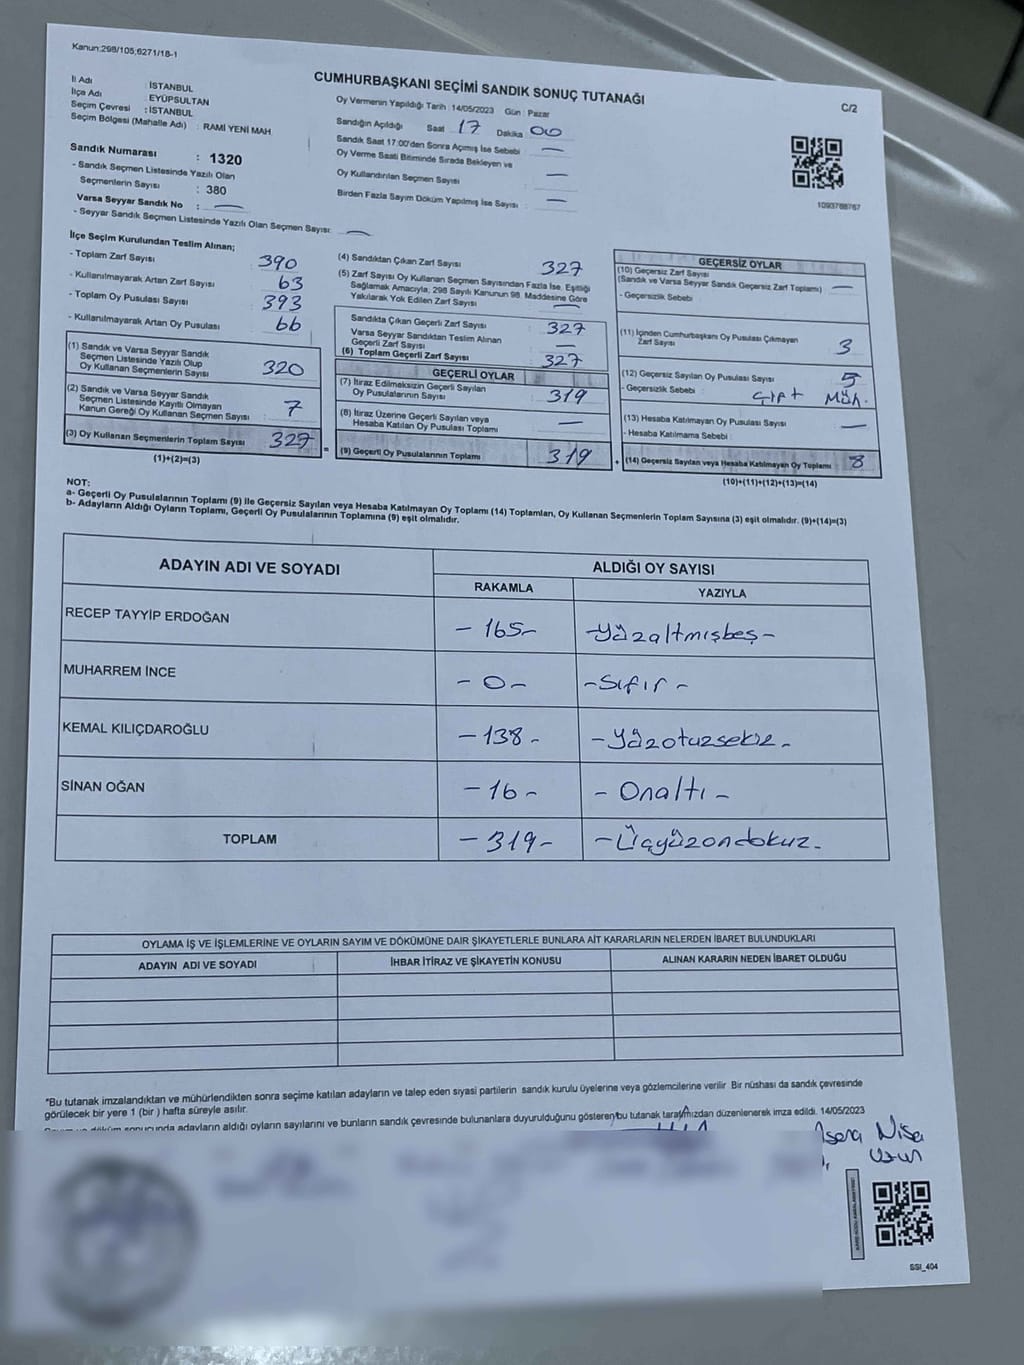 Kanun:298/105,6271/18-1
CUMHURBAŞKANI SEÇİMİ SANDIK SONUÇ TUTANAĞI
C/2
İl Adı : İSTANBUL
İlçe Adı : EYÜPSULTAN
Seçim Çevresi : İSTANBUL
Seçim Bölgesi (Mahalle Adı) : RAMİ YENİ MAH
Sandık Numarası : 1320
- Sandık Seçmen Listesinde Yazılı Olan
Seçmenlerin Sayısı : 380
Varsa Seyyar Sandık No : —
- Seyyar Sandık Seçmen Listesinde Yazılı Olan Seçmen Sayısı: —
Oy Vermenin Yapıldığı Tarih : 14/05/2023 Gün : Pazar
Sandığın Açıldığı Saat 17 Dakika 00
Sandık Saat 17:00'den Sonra Açımış İse Sebebi —
Oy Verme Saati Bitiminde Sırada Bekleyen ve
Oy Kullandırılan Seçmen Sayısı —
Birden Fazla Sayım Döküm Yapılmış İse Sayısı : —
1093788767
İlçe Seçim Kurulundan Teslim Alınan;
- Toplam Zarf Sayısı 390
- Kullanılmayarak Artan Zarf Sayısı 63
- Toplam Oy Pusulası Sayısı 393
- Kullanılmayarak Artan Oy Pusulası 66
(1) Sandık ve Varsa Seyyar Sandık
Seçmen Listesinde Yazılı Olup
Oy Kullanan Seçmenlerin Sayısı 320
(2) Sandık ve Varsa Seyyar Sandık
Seçmen Listesinde Kayıtlı Olmayan
Kanun Gereği Oy Kullanan Seçmen Sayısı 7
(3) Oy Kullanan Seçmenlerin Toplam Sayısı 327
(1)+(2)=(3)
(4) Sandıktan Çıkan Zarf Sayısı 327
(5) Zarf Sayısı Oy Kullanan Seçmen Sayısından Fazla İse, Eşitliği
Sağlamak Amacıyla, 298 Sayılı Kanunun 98. Maddesine Göre
Yakılarak Yok Edilen Zarf Sayısı —
Sandıkta Çıkan Geçerli Zarf Sayısı 327
Varsa Seyyar Sandıktan Teslim Alınan
Geçerli Zarf Sayısı —
(6) Toplam Geçerli Zarf Sayısı 327
GEÇERLİ OYLAR
(7) İtiraz Edilmeksizin Geçerli Sayılan
Oy Pusulalarının Sayısı 319
(8) İtiraz Üzerine Geçerli Sayılan veya
Hesaba Katılan Oy Pusulası Toplamı —
= (9) Geçerli Oy Pusulalarının Toplamı 319
GEÇERSİZ OYLAR
(10) Geçersiz Zarf Sayısı
(Sandık ve Varsa Seyyar Sandık Geçersiz Zarf Toplamı) —
- Geçersizlik Sebebi
(11) İçinden Cumhurbaşkanı Oy Pusulası Çıkmayan
Zarf Sayısı 3
(12) Geçersiz Sayılan Oy Pusulası Sayısı 5
- Geçersizlik Sebebi : Çift Müh.
(13) Hesaba Katılmayan Oy Pusulası Sayısı —
- Hesaba Katılmama Sebebi :
+ (14) Geçersiz Sayılan veya Hesaba Katılmayan Oy Toplamı 8
(10)+(11)+(12)+(13)=(14)
NOT:
a- Geçerli Oy Pusulalarının Toplamı (9) ile Geçersiz Sayılan veya Hesaba Katılmayan Oy Toplamı (14) Toplamları, Oy Kullanan Seçmenlerin Toplam Sayısına (3) eşit olmalıdır. (9)+(14)=(3)
b- Adayların Aldığı Oyların Toplamı, Geçerli Oy Pusulalarının Toplamına (9) eşit olmalıdır.
ADAYIN ADI VE SOYADI ALDIĞI OY SAYISI
RAKAMLA YAZIYLA
RECEP TAYYİP ERDOĞAN - 165- -Yüzaltmışbeş-
MUHARREM İNCE - 0 - -Sıfır -
KEMAL KILIÇDAROĞLU - 138 - -Yüzotuzsekiz-
SİNAN OĞAN - 16 - - Onaltı -
TOPLAM - 319 - - Üçyüzondokuz.
OYLAMA İŞ VE İŞLEMLERİNE VE OYLARIN SAYIM VE DÖKÜMÜNE DAİR ŞİKAYETLERLE BUNLARA AİT KARARLARIN NELERDEN İBARET BULUNDUKLARI
ADAYIN ADI VE SOYADI İHBAR İTİRAZ VE ŞİKAYETİN KONUSU ALINAN KARARIN NEDEN İBARET OLDUĞU
*Bu tutanak imzalandıktan ve mühürlendikten sonra seçime katılan adayların ve talep eden siyasi partilerin sandık kurulu üyelerine veya gözlemcilerine verilir Bir nüshası da sandık çevresinde
görülecek bir yere 1 (bir ) hafta süreyle asılır.
sonucunda adayların aldığı oyların sayılarını ve bunların sandık çevresinde bulunanlara duyurulduğunu gösteren bu tutanak tarafımızdan düzenlenerek imza edildi. 14/05/2023
Nisa
Uzun
SSI_404